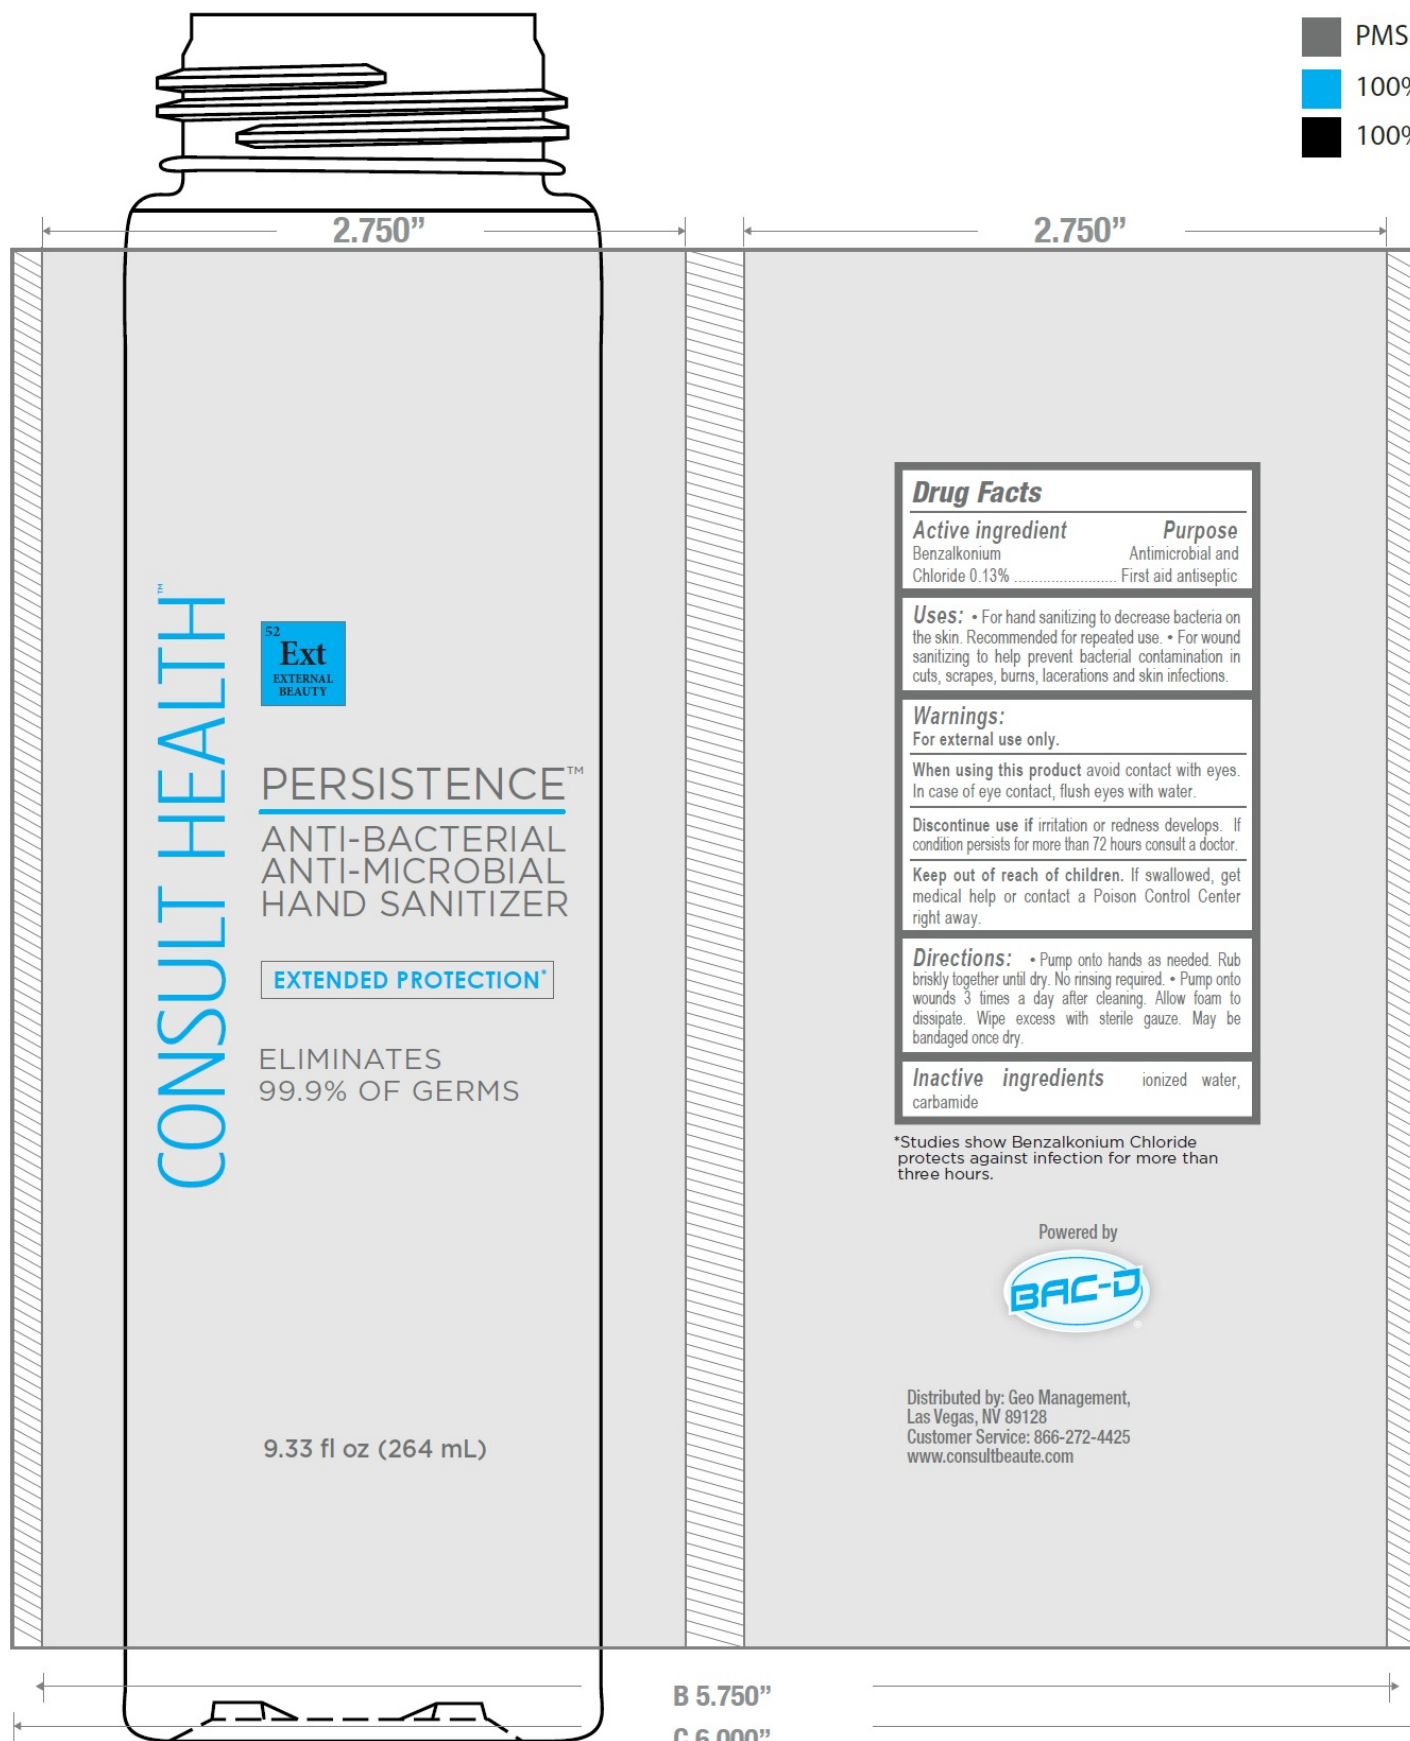 PMS
100%
100%
2.750”
2.750”
CONSULT HEALTH™
52
Ext
EXTERNAL
BEAUTY
PERSISTENCE™
ANTI-BACTERIAL
ANTI-MICROBIAL
HAND SANITIZER
EXTENDED PROTECTION*
ELIMINATES
99.9% OF GERMS
9.33 fl oz (264 mL)
Drug Facts
Active ingredient Purpose
Benzalkonium Antimicrobial and
Chloride 0.13% ......................... First aid antiseptic
Uses: • For hand sanitizing to decrease bacteria on
the skin. Recommended for repeated use. • For wound
sanitizing to help prevent bacterial contamination in
cuts, scrapes, burns, lacerations and skin infections.
Warnings:
For external use only.
When using this product avoid contact with eyes.
In case of eye contact, flush eyes with water.
Discontinue use if irritation or redness develops. If
condition persists for more than 72 hours consult a doctor.
Keep out of reach of children. If swallowed, get
medical help or contact a Poison Control Center
right away.
Directions: • Pump onto hands as needed. Rub
briskly together until dry. No rinsing required. • Pump onto
wounds 3 times a day after cleaning. Allow foam to
dissipate. Wipe excess with sterile gauze. May be
bandaged once dry.
Inactive ingredients ionized water,
carbamide
*Studies show Benzalkonium Chloride
protects against infection for more than
three hours.
Powered by
BAC-D®
Distributed by: Geo Management,
Las Vegas, NV 89128
Customer Service: 866-272-4425
www.consultbeaute.com
B 5.750”
C 6.000”